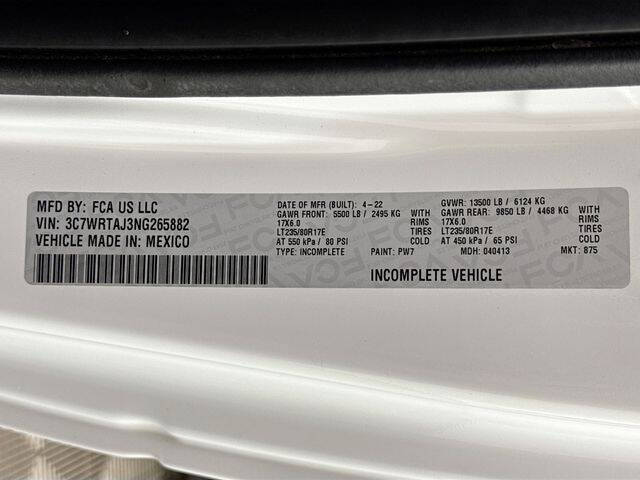 MFD BY: FCA US LLC
VIN: 3C7WRTAJ3NG265882
VEHICLE MADE IN: MEXICO
DATE OF MFR (BUILT): 4-22
GAWR FRONT: 5500 LB / 2495 KG WITH
17X6.0 RIMS
LT235/80R17E TIRES
AT 550 kPa / 80 PSI COLD
TYPE: INCOMPLETE
PAINT: PW7
GVWR: 13500 LB / 6124 KG
GAWR REAR: 9850 LB / 4468 KG WITH
17X6.0 RIMS
LT235/80R17E TIRES
AT 450 kPa / 65 PSI COLD
MDH: 040413
MKT: 875
INCOMPLETE VEHICLE